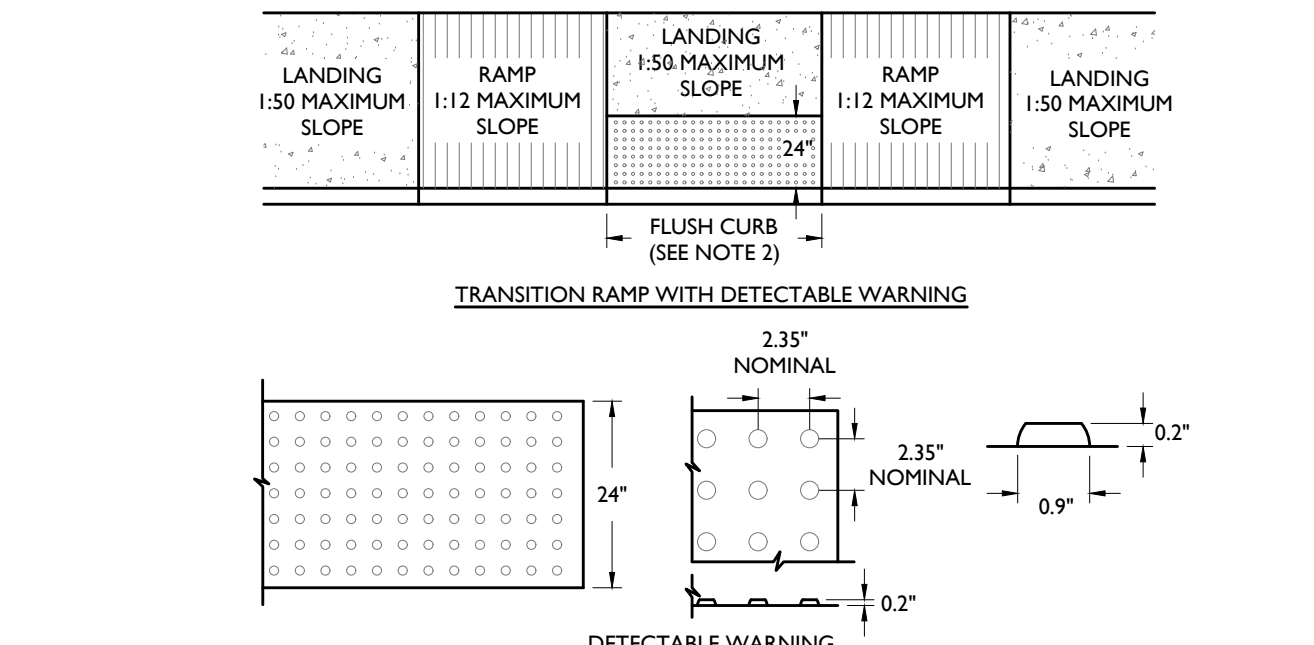 LANDING
1:50 MAXIMUM
SLOPE
RAMP
1:12 MAXIMUM
SLOPE
LANDING
1:50 MAXIMUM
SLOPE
24"
RAMP
1:12 MAXIMUM
SLOPE
LANDING
1:50 MAXIMUM
SLOPE
FLUSH CURB
(SEE NOTE 2)
TRANSITION RAMP WITH DETECTABLE WARNING
24"
2.35"
NOMINAL
2.35"
NOMINAL
0.2"
0.2"
0.9"
DETECTABLE WARNING